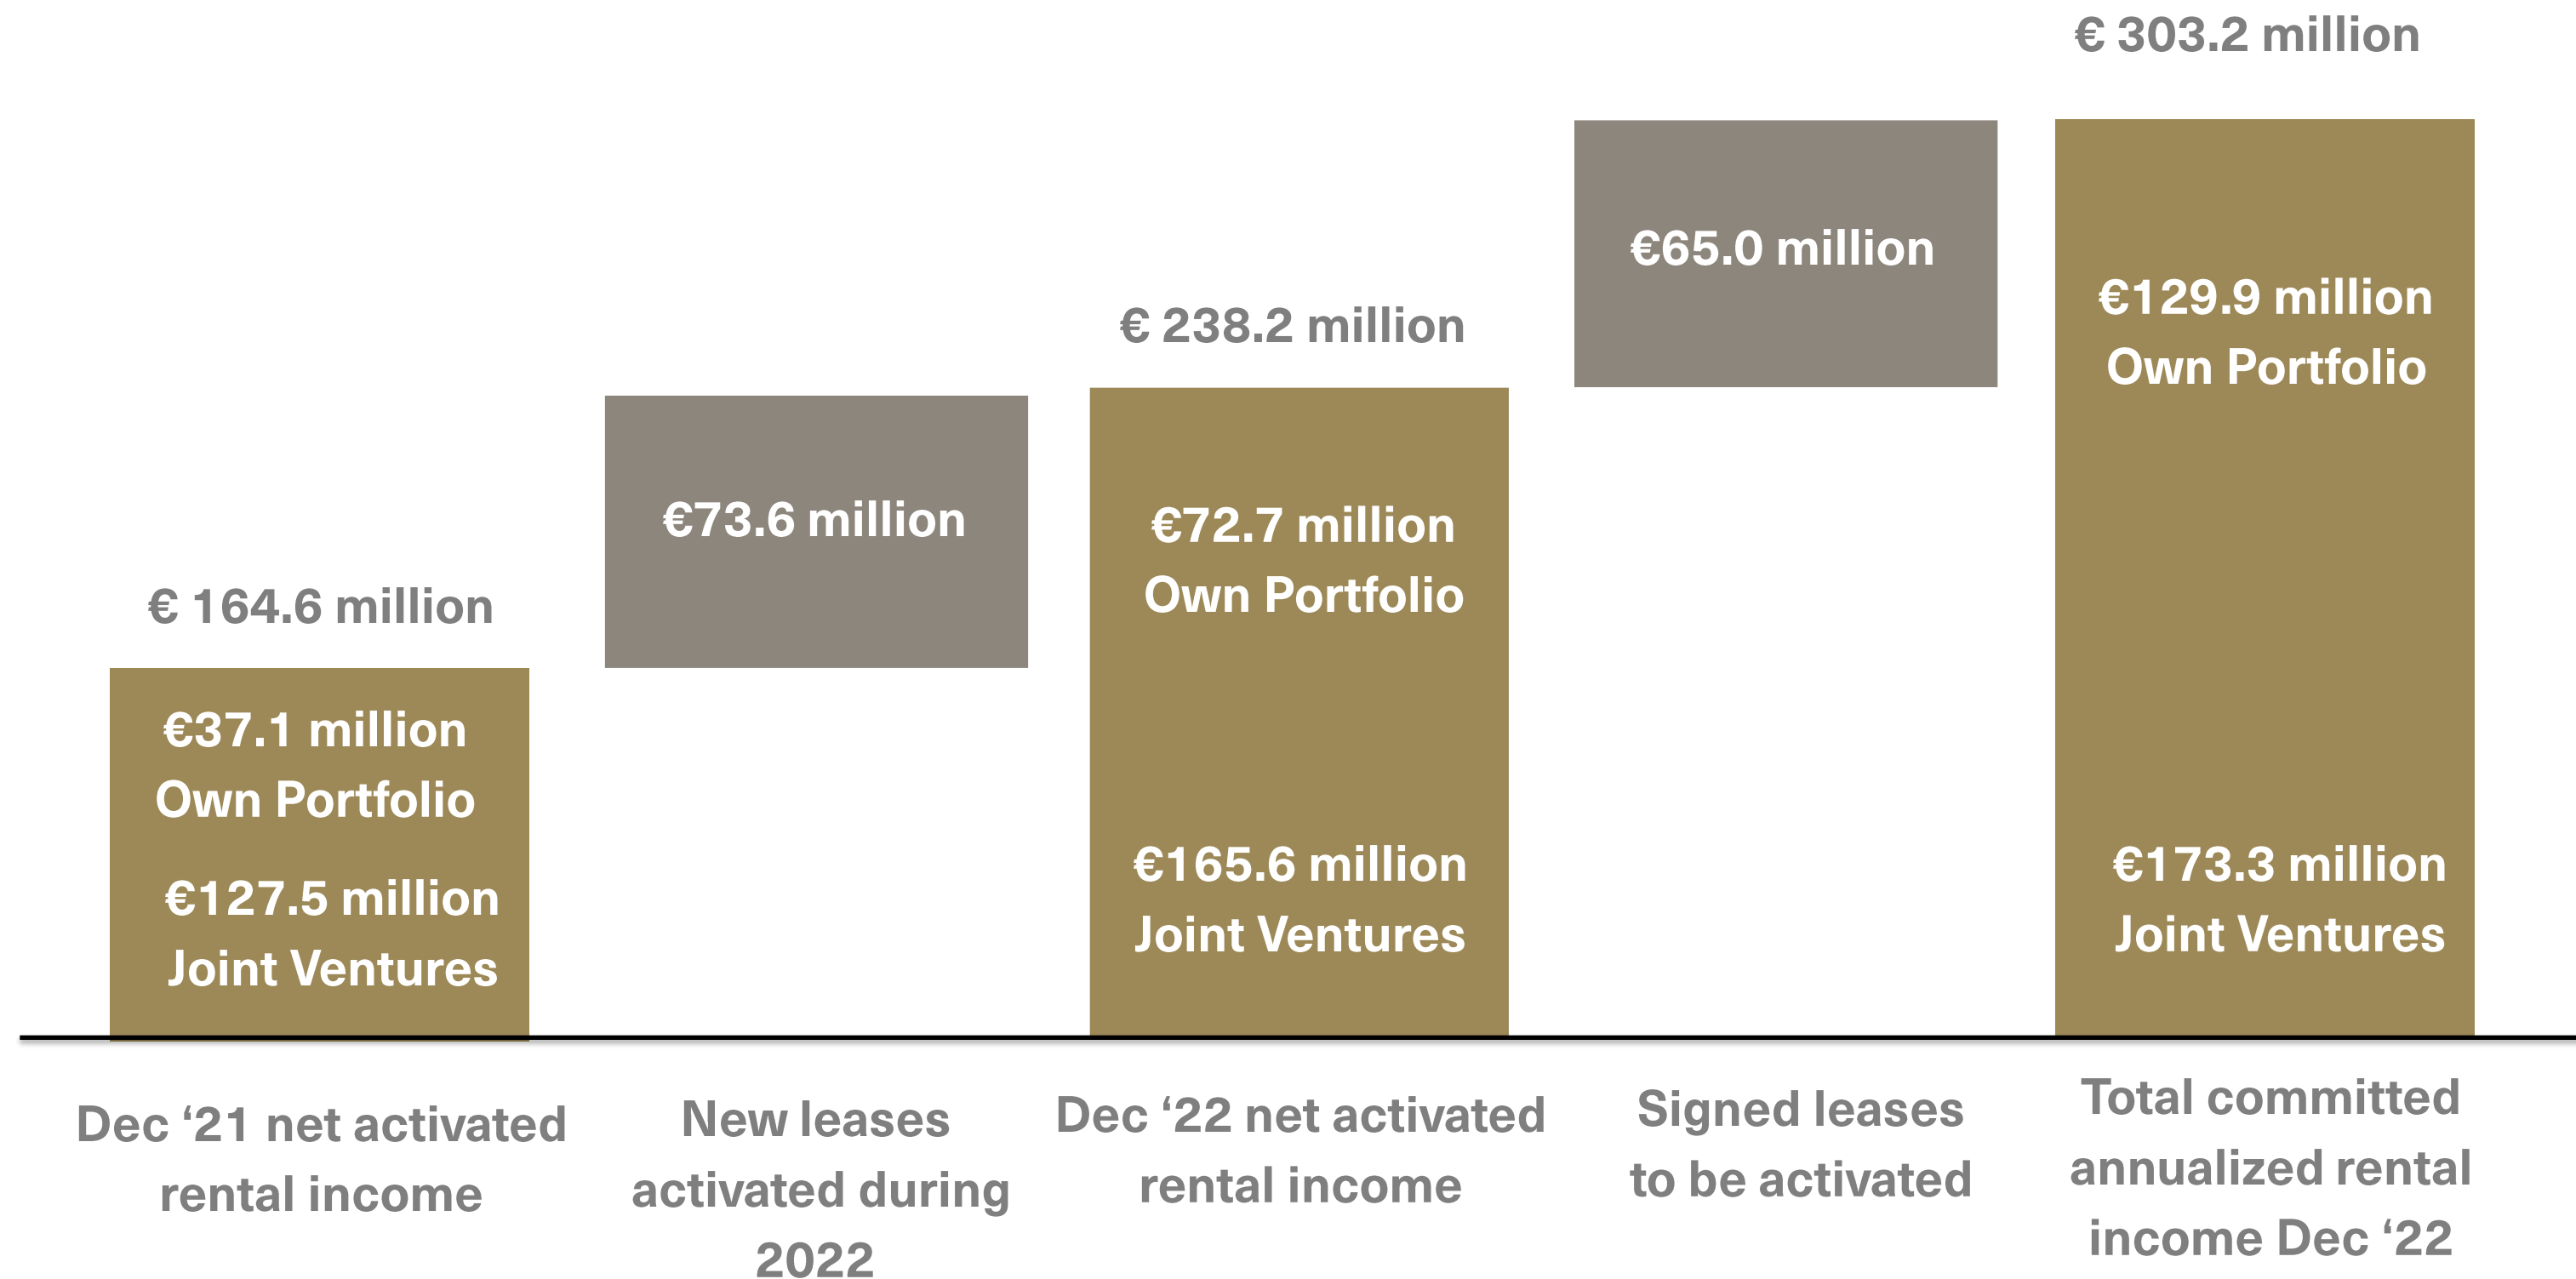 € 164.6 million
€37.1 million
Own Portfolio
€127.5 million
Joint Ventures
Dec ‘21 net activated
rental income
€73.6 million
New leases
activated during
2022
€ 238.2 million
€72.7 million
Own Portfolio
€165.6 million
Joint Ventures
Dec ‘22 net activated
rental income
€65.0 million
Signed leases
to be activated
€ 303.2 million
€129.9 million
Own Portfolio
€173.3 million
Joint Ventures
Total committed
annualized rental
income Dec ‘22